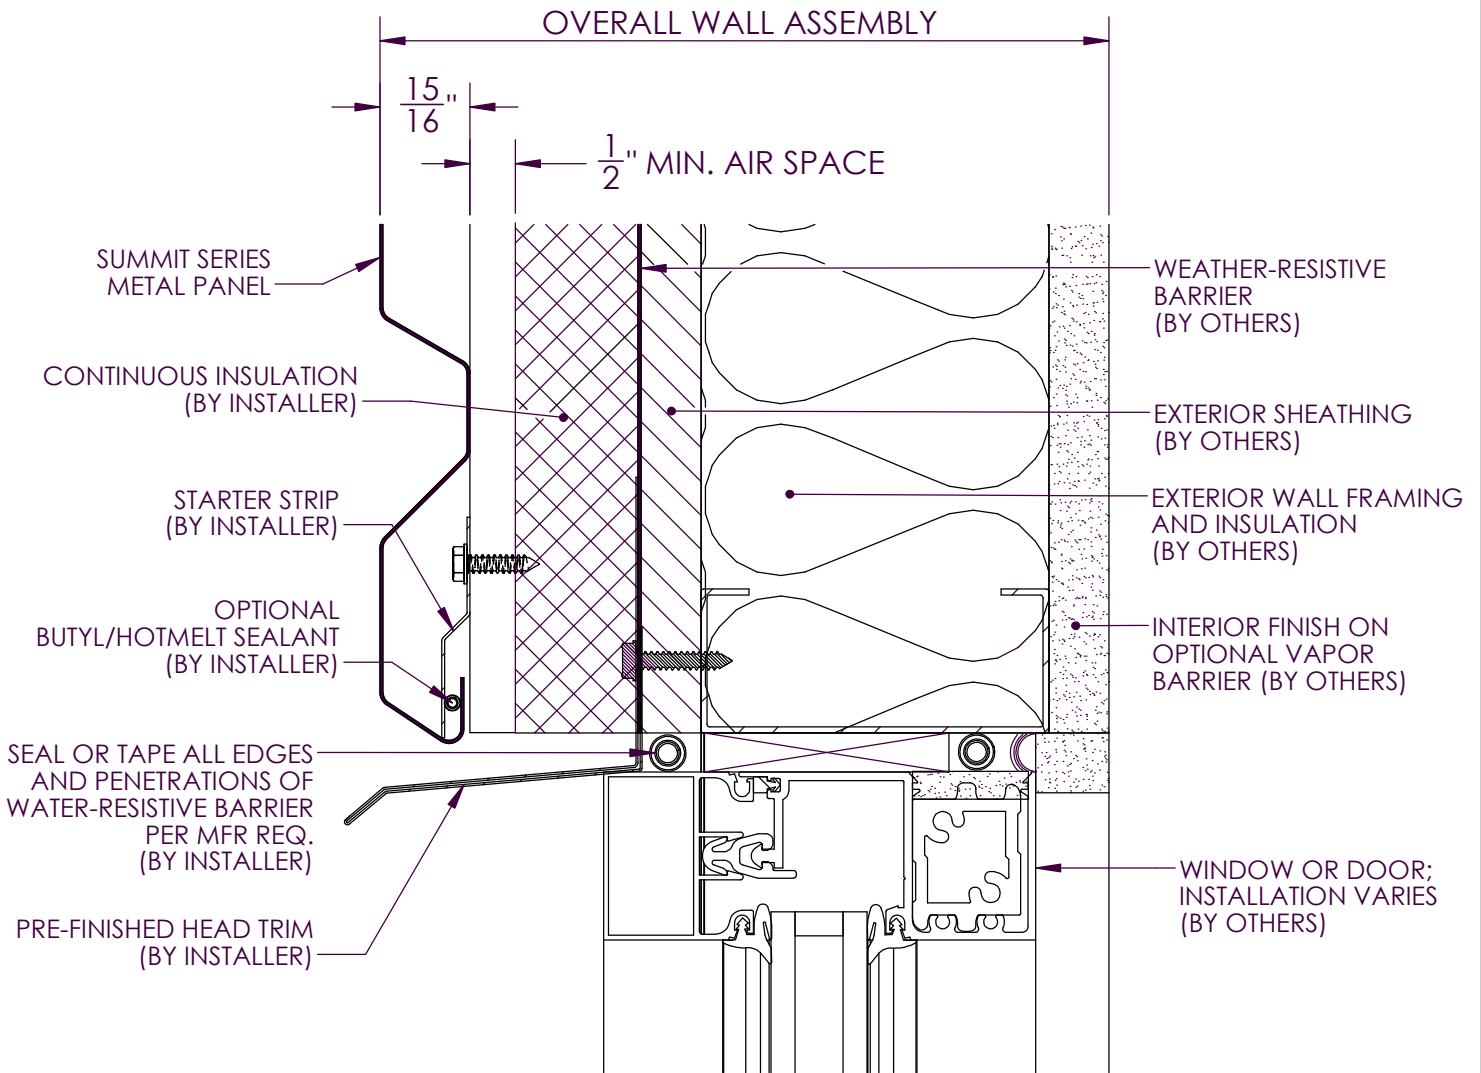 OVERALL WALL ASSEMBLY
15/16"
1/2" MIN. AIR SPACE
SUMMIT SERIES
METAL PANEL
CONTINUOUS INSULATION
(BY INSTALLER)
STARTER STRIP
(BY INSTALLER)
OPTIONAL
BUTYL/HOTMELT SEALANT
(BY INSTALLER)
SEAL OR TAPE ALL EDGES
AND PENETRATIONS OF
WATER-RESISTIVE BARRIER
PER MFR REQ.
(BY INSTALLER)
PRE-FINISHED HEAD TRIM
(BY INSTALLER)
WEATHER-RESISTIVE
BARRIER
(BY OTHERS)
EXTERIOR SHEATHING
(BY OTHERS)
EXTERIOR WALL FRAMING
AND INSULATION
(BY OTHERS)
INTERIOR FINISH ON
OPTIONAL VAPOR
BARRIER (BY OTHERS)
WINDOW OR DOOR;
INSTALLATION VARIES
(BY OTHERS)